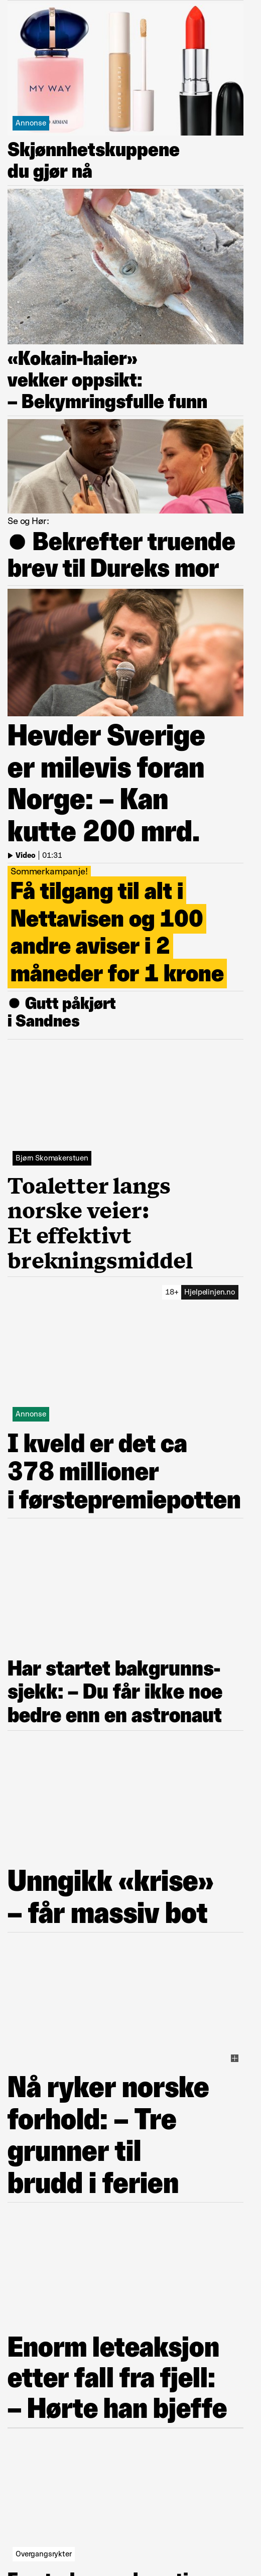 MY WAY
ARMANI
MAC
Annonse
Skjønnhetskuppene
du gjør nå
«Kokain-haier»
vekker oppsikt:
– Bekymringsfulle funn
Se og Hør:
● Bekrefter truende
brev til Dureks mor
Hevder Sverige
er milevis foran
Norge: – Kan
kutte 200 mrd.
Video | 01:31
Sommerkampanje!
Få tilgang til alt i
Nettavisen og 100
andre aviser i 2
måneder for 1 krone
● Gutt påkjørt
i Sandnes
Bjørn Skomakerstuen
Toaletter langs
norske veier:
Et effektivt
brekningsmiddel
18+ Hjelpelinjen.no
Annonse
I kveld er det ca
378 millioner
i førstepremiepotten
Har startet bakgrunns-
sjekk: – Du får ikke noe
bedre enn en astronaut
Unngikk «krise»
– får massiv bot
Nå ryker norske
forhold: – Tre
grunner til
brudd i ferien
Enorm leteaksjon
etter fall fra fjell:
– Hørte han bjeffe
Overgangsrykter